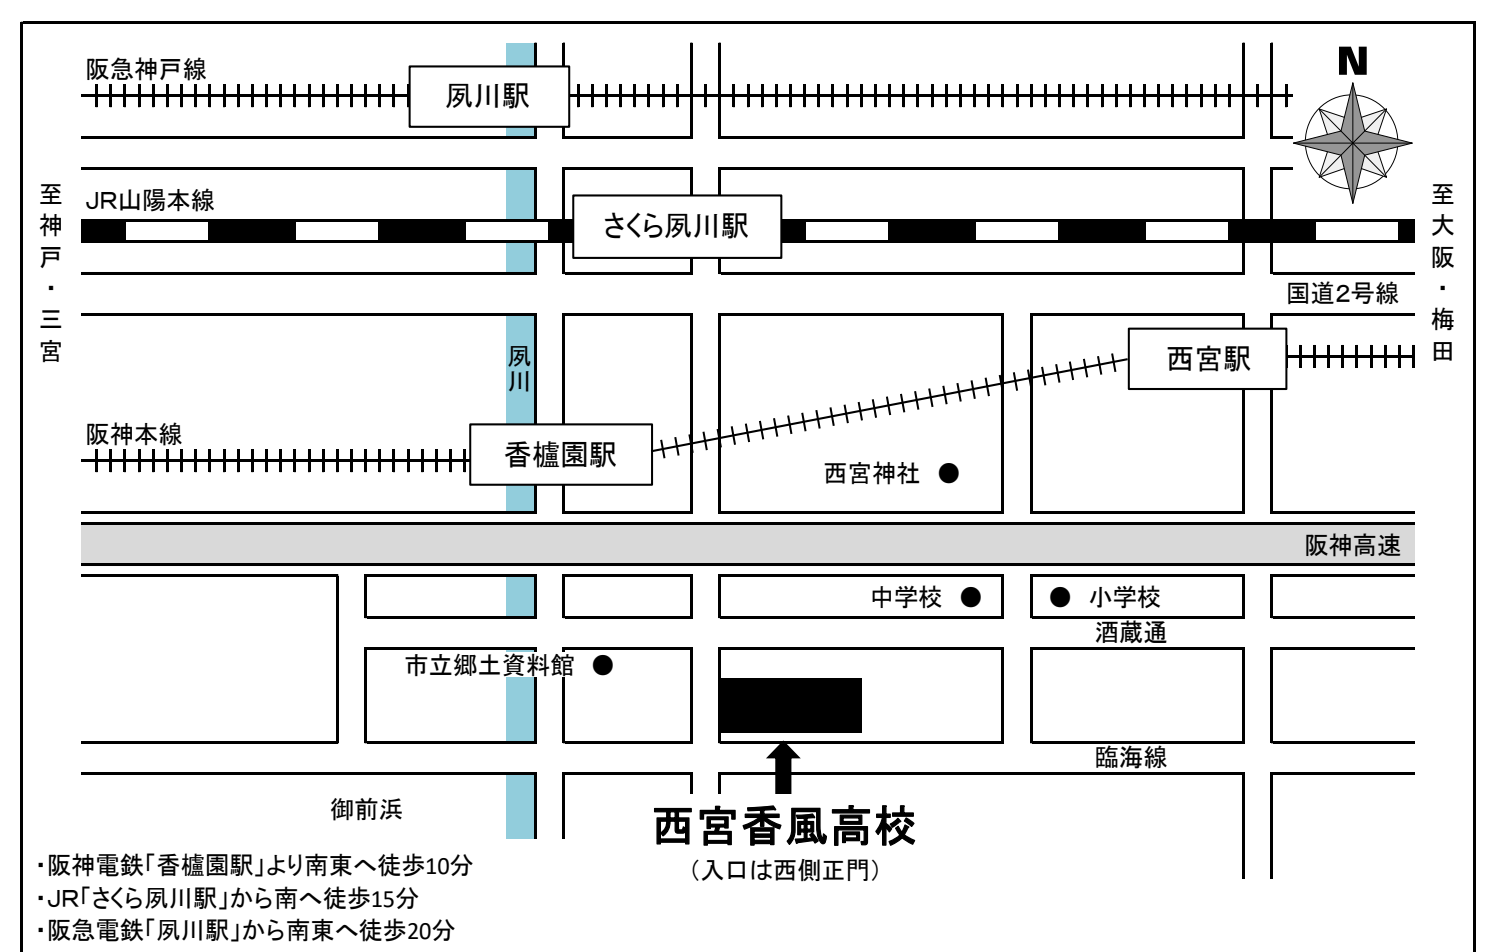 阪急神戸線
N
夙川駅
至神戸・三宮
JR山陽本線
さくら夙川駅
至大阪・梅田
国道2号線
夙川
西宮駅
阪神本線
香櫨園駅
西宮神社
阪神高速
中学校
小学校
酒蔵通
市立郷土資料館
臨海線
御前浜
西宮香風高校
（入口は西側正門）
・阪神電鉄「香櫨園駅」より南東へ徒歩10分
・JR「さくら夙川駅」から南へ徒歩15分
・阪急電鉄「夙川駅」から南東へ徒歩20分